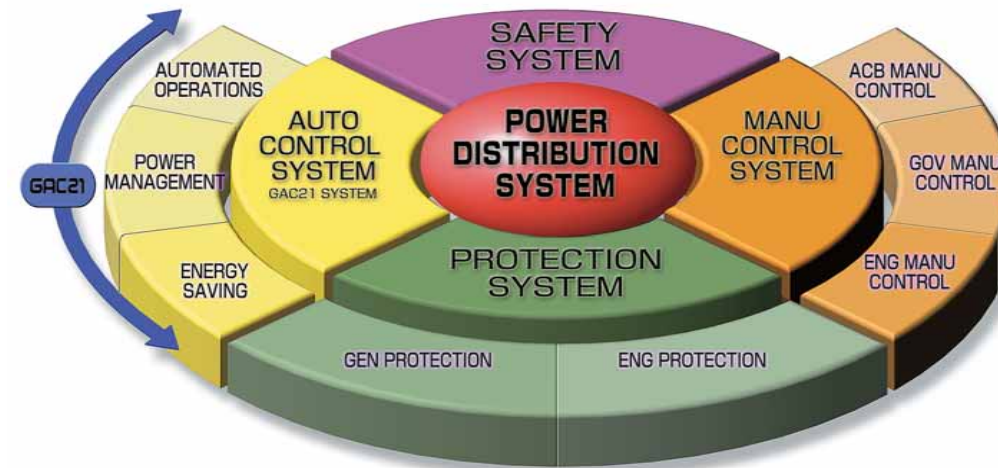 SAFETY
SYSTEM
POWER
DISTRIBUTION
SYSTEM
AUTO
CONTROL
SYSTEM
GAC21 SYSTEM
MANU
CONTROL
SYSTEM
PROTECTION
SYSTEM
AUTOMATED
OPERATIONS
POWER
MANAGEMENT
ENERGY
SAVING
GAC21
ACB MANU
CONTROL
GOV MANU
CONTROL
ENG MANU
CONTROL
GEN PROTECTION
ENG PROTECTION